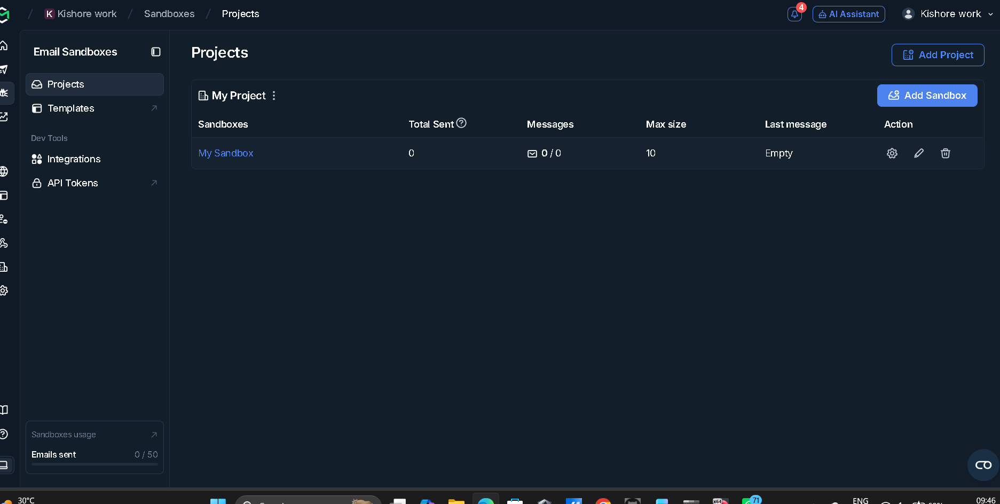 / K Kishore work / Sandboxes / Projects
4
AI Assistant
Kishore work
Email Sandboxes
Projects
Templates
Dev Tools
Integrations
API Tokens
Sandboxes usage
Emails sent 0 / 50
Projects
Add Project
My Project
Add Sandbox
Sandboxes Total Sent Messages Max size Last message Action
My Sandbox 0 0 / 0 10 Empty
30°C
x64
71
ENG
09:46